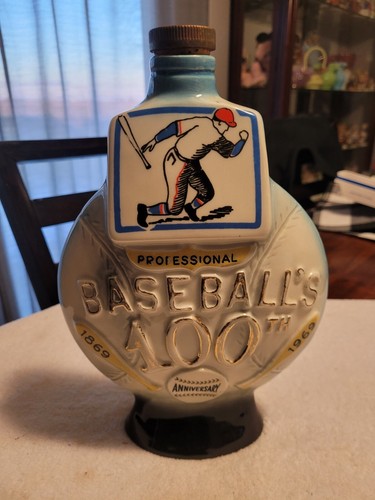 PROFESSIONAL
BASEBALL'S
100TH
1869
1969
ANNIVERSARY